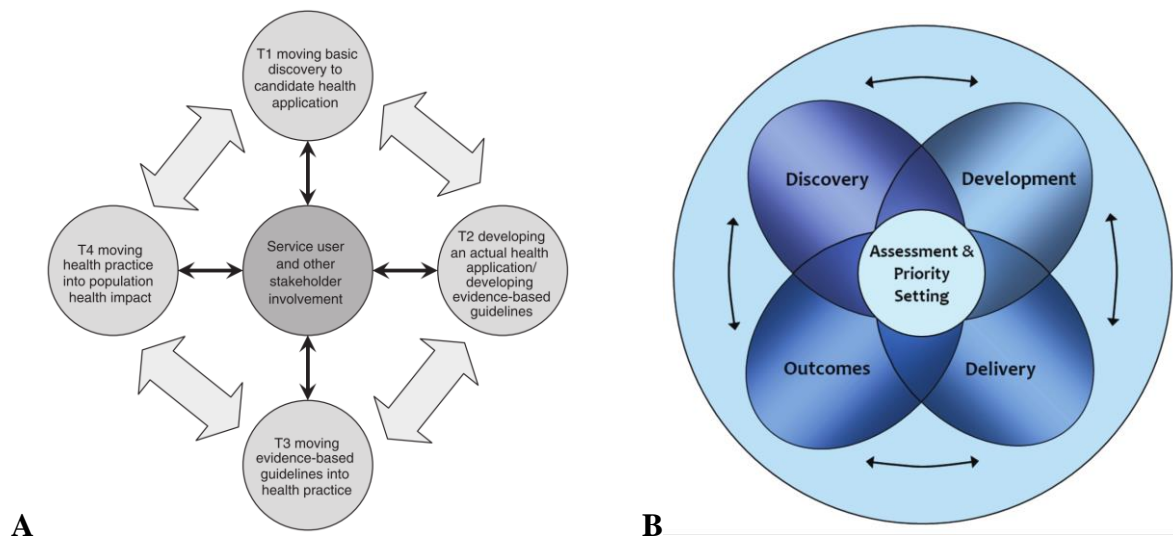 T1 moving basic
discovery to
candidate health
application
T4 moving
health practice
into population
health impact
Service user
and other
stakeholder
involvement
T2 developing
an actual health
application/
developing
evidence-based
guidelines
T3 moving
evidence-based
guidelines into
health practice
A
Discovery
Development
Assessment &
Priority
Setting
Outcomes
Delivery
B